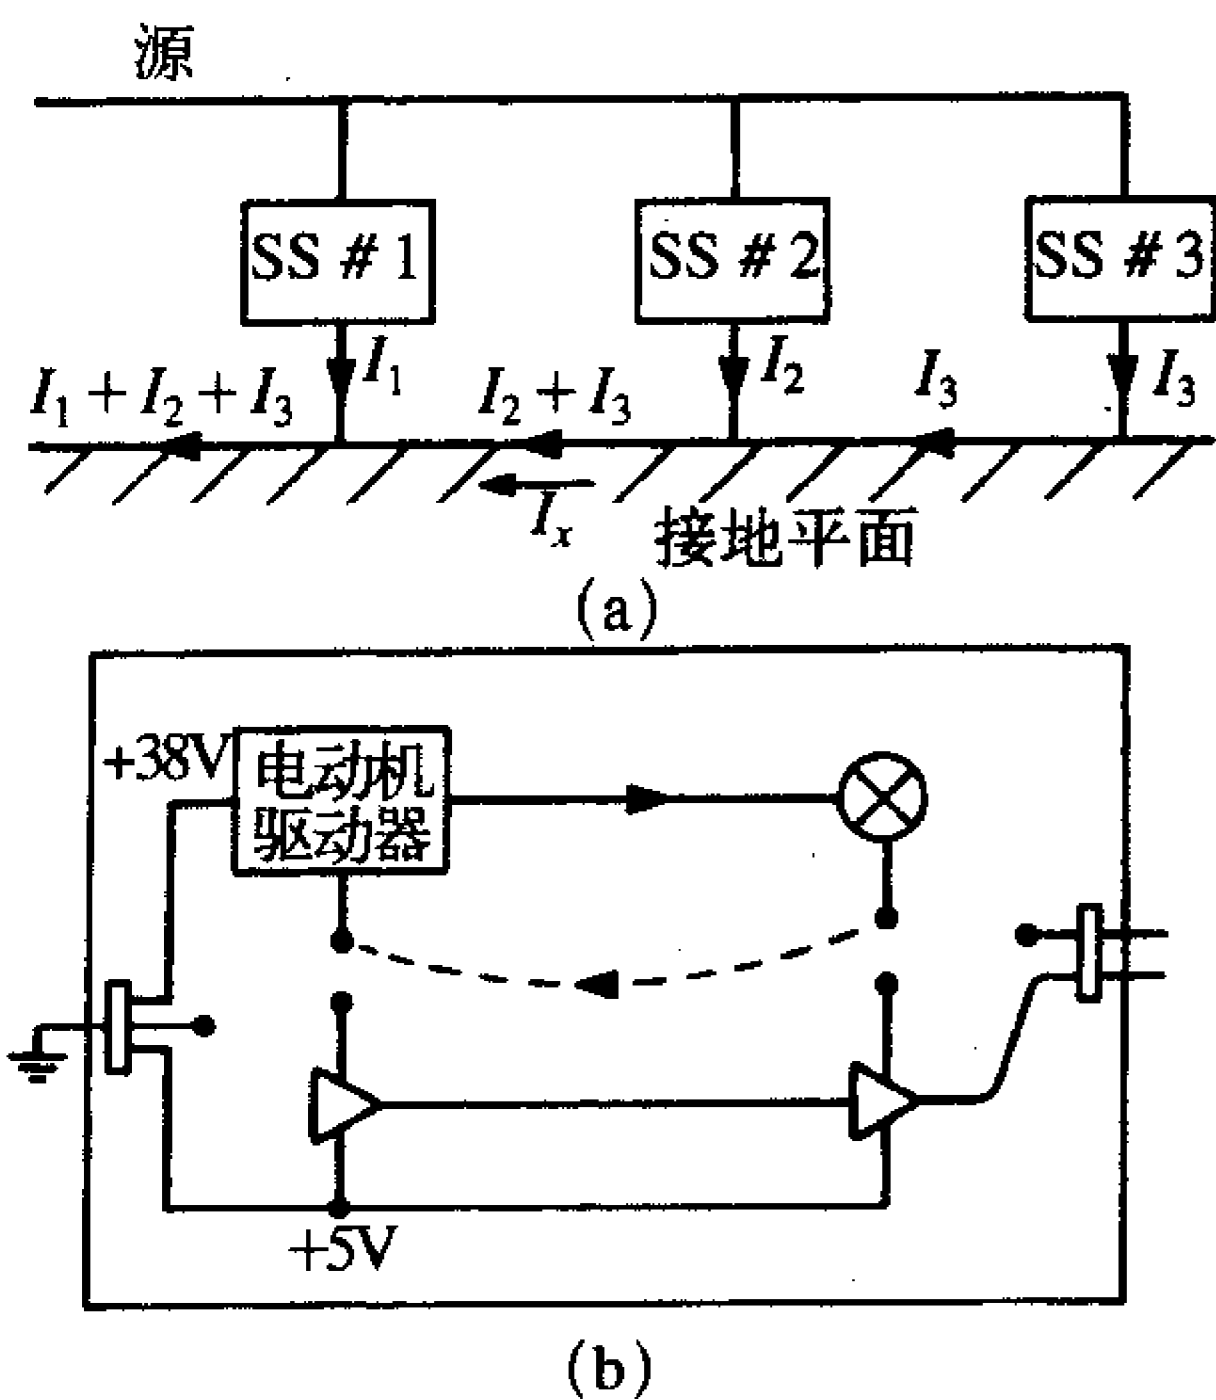 源
SS # 1
SS # 2
SS # 3
I₁
I₂
I₃
I₃
I₁ + I₂ + I₃
I₂ + I₃
Iₓ
接地平面
(a)
+38V
电动机
驱动器
+5V
(b)